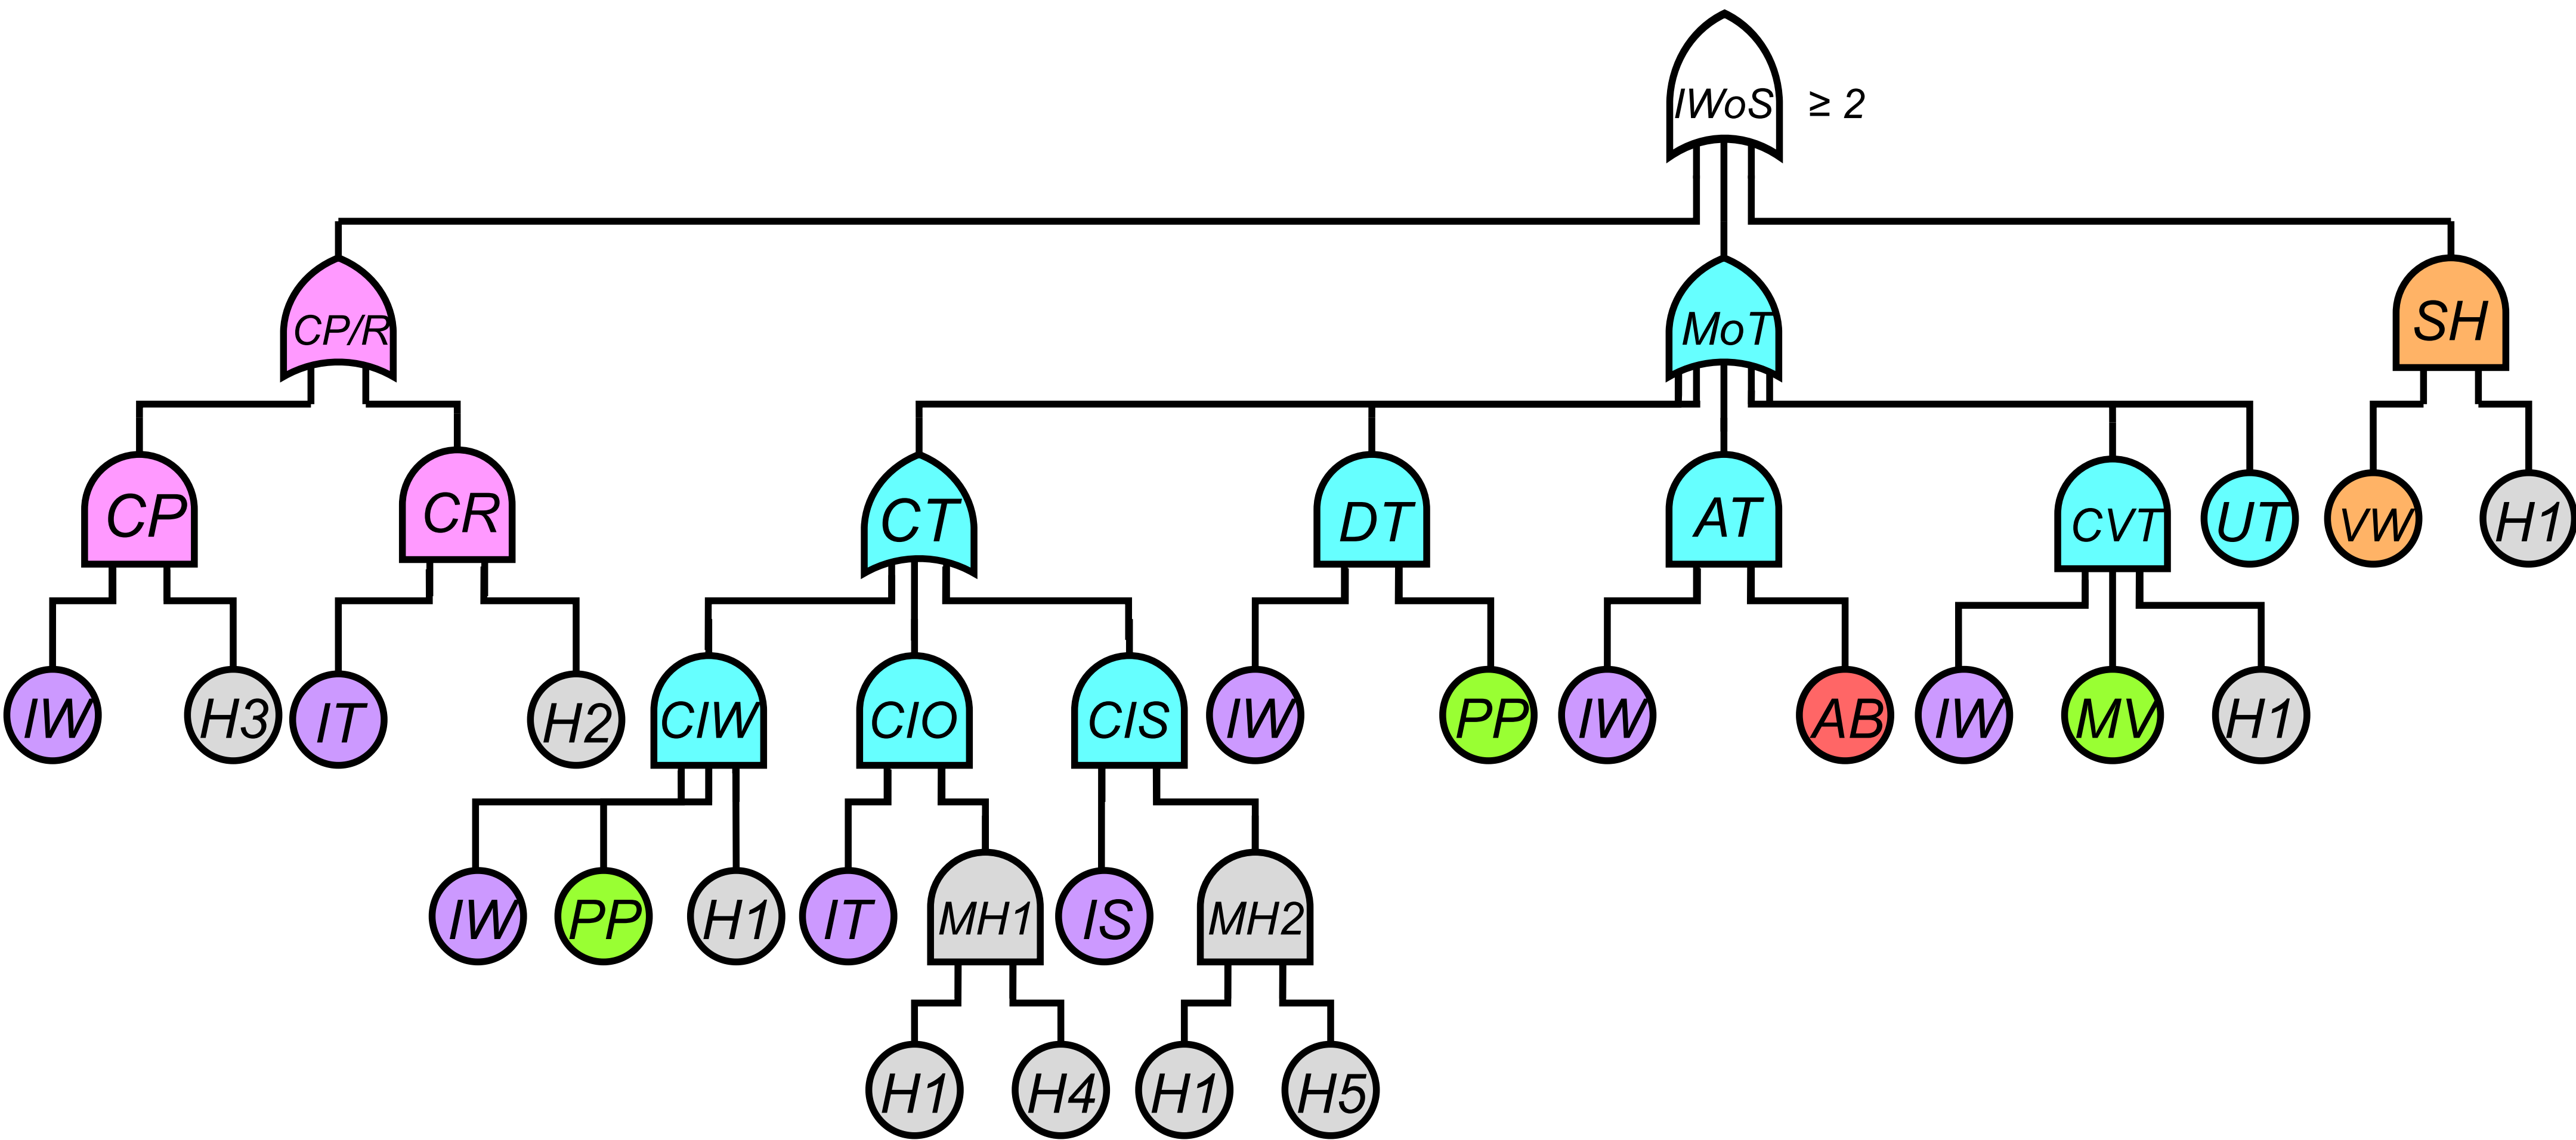 IWoS ≥ 2
CP/R MoT SH
CP CR CT DT AT CVT UT VW H1
IW H3 IT H2 CIW CIO CIS IW PP IW AB IW MV H1
IW PP H1 IT MH1 IS MH2
H1 H4 H1 H5